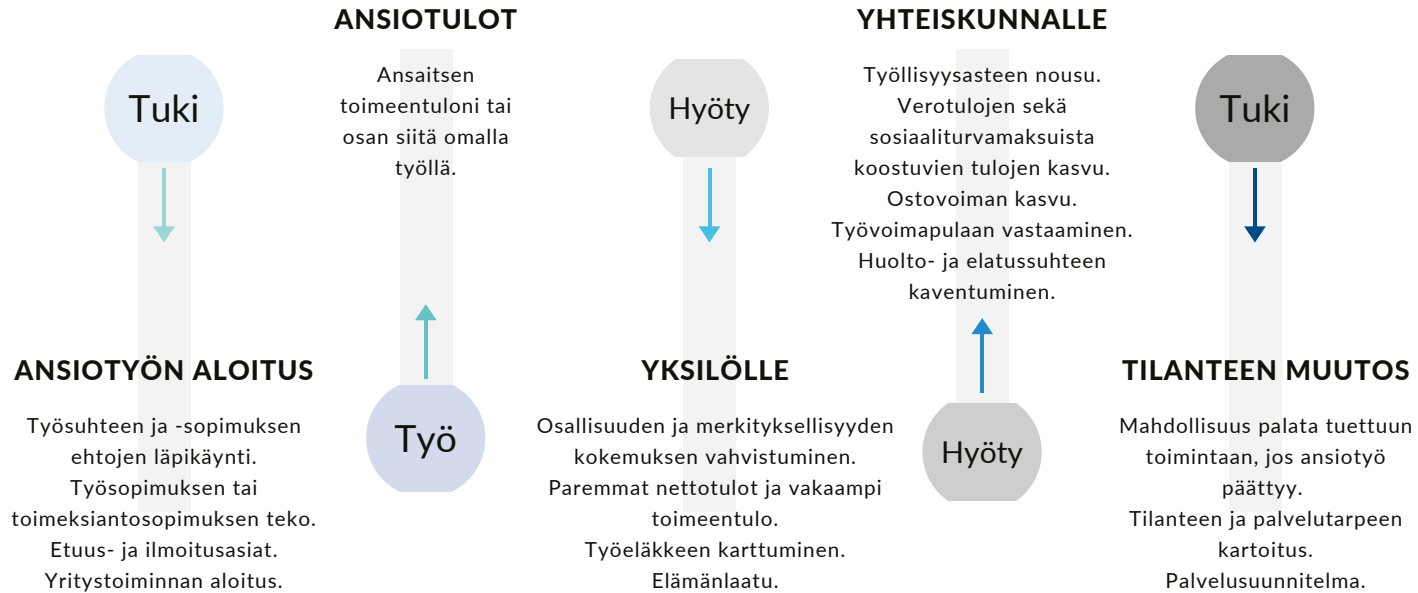 Tuki
ANSIOTYÖN ALOITUS
Työsuhteen ja -sopimuksen
ehtojen läpikäynti.
Työsopimuksen tai
toimeksiantosopimuksen teko.
Etuus- ja ilmoitusasiat.
Yritystoiminnan aloitus.
ANSIOTULOT
Ansaitsen
toimeentuloni tai
osan siitä omalla
työllä.
Työ
Hyöty
YKSILÖLLE
Osallisuuden ja merkityksellisyyden
kokemuksen vahvistuminen.
Paremmat nettotulot ja vakaampi
toimeentulo.
Työeläkkeen karttuminen.
Elämänlaatu.
YHTEISKUNNALLE
Työllisyysasteen nousu.
Verotulojen sekä
sosiaaliturvamaksuista
koostuvien tulojen kasvu.
Ostovoiman kasvu.
Työvoimapulaan vastaaminen.
Huolto- ja elatussuhteen
kaventuminen.
Hyöty
Tuki
TILANTEEN MUUTOS
Mahdollisuus palata tuettuun
toimintaan, jos ansiotyö
päättyy.
Tilanteen ja palvelutarpeen
kartoitus.
Palvelusuunnitelma.